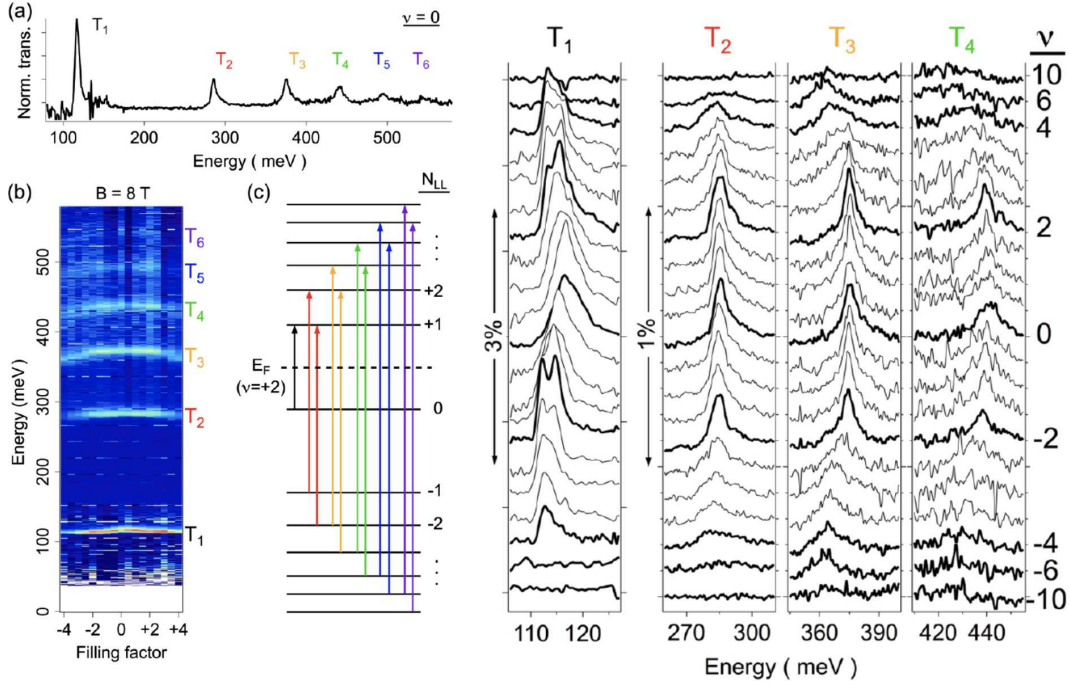 (a)
T1
ν = 0
T2
T3
T4
T5
T6
Norm. trans.
100
200
300
400
500
Energy ( meV )
(b)
B = 8 T
Energy (meV)
500
400
300
200
100
0
T6
T5
T4
T3
T2
T1
-4
-2
0
+2
+4
Filling factor
(c)
NLL
⋮
+2
+1
EF
(ν=+2)
0
-1
-2
⋮
T1
T2
T3
T4
ν
10
6
4
2
0
-2
-4
-6
-10
3%
1%
110
120
270
300
360
390
410
440
Energy ( meV )